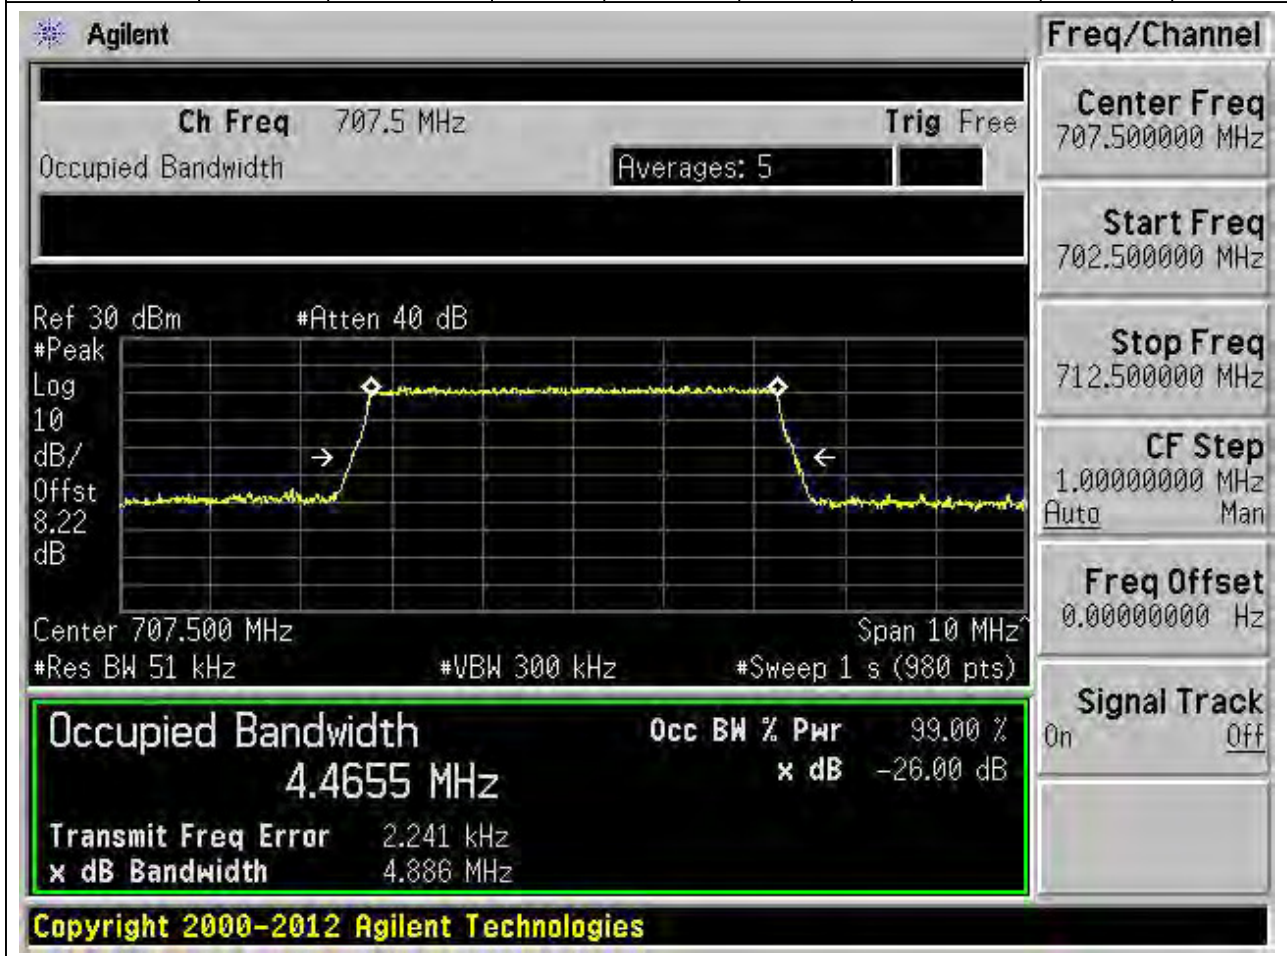 Agilent
Freq/Channel
Ch Freq 707.5 MHz Trig Free
Occupied Bandwidth Averages: 5
Center Freq
707.500000 MHz
Start Freq
702.500000 MHz
Stop Freq
712.500000 MHz
CF Step
1.00000000 MHz
Auto Man
Freq Offset
0.00000000 Hz
Signal Track
On Off
Ref 30 dBm #Atten 40 dB
#Peak
Log
10
dB/
Offst
8.22
dB
Center 707.500 MHz Span 10 MHz^
#Res BW 51 kHz #VBW 300 kHz #Sweep 1 s (980 pts)
Occupied Bandwidth Occ BW % Pwr 99.00 %
4.4655 MHz x dB -26.00 dB
Transmit Freq Error 2.241 kHz
x dB Bandwidth 4.886 MHz
Copyright 2000-2012 Agilent Technologies